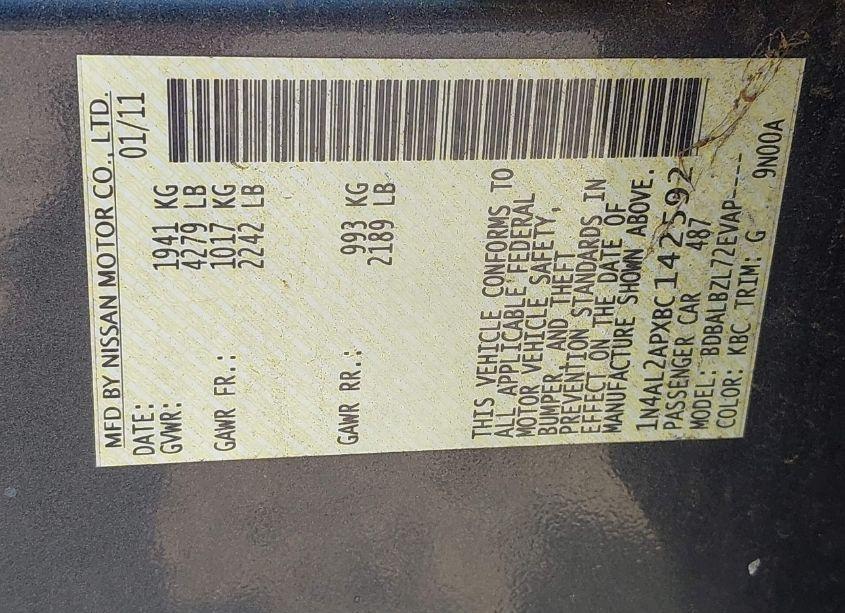 MFD BY NISSAN MOTOR CO., LTD.
DATE: 01/11
GVWR: 1941 KG
4279 LB
GAWR FR.: 1017 KG
2242 LB
GAWR RR.: 993 KG
2189 LB
THIS VEHICLE CONFORMS TO
ALL APPLICABLE FEDERAL
MOTOR VEHICLE SAFETY,
BUMPER, AND THEFT
PREVENTION STANDARDS IN
EFFECT ON THE DATE OF
MANUFACTURE SHOWN ABOVE.
1N4AL2APXBC142592
PASSENGER CAR 487
MODEL: BDBALBZL72EVAP----
COLOR: KBC TRIM: G 9N00A